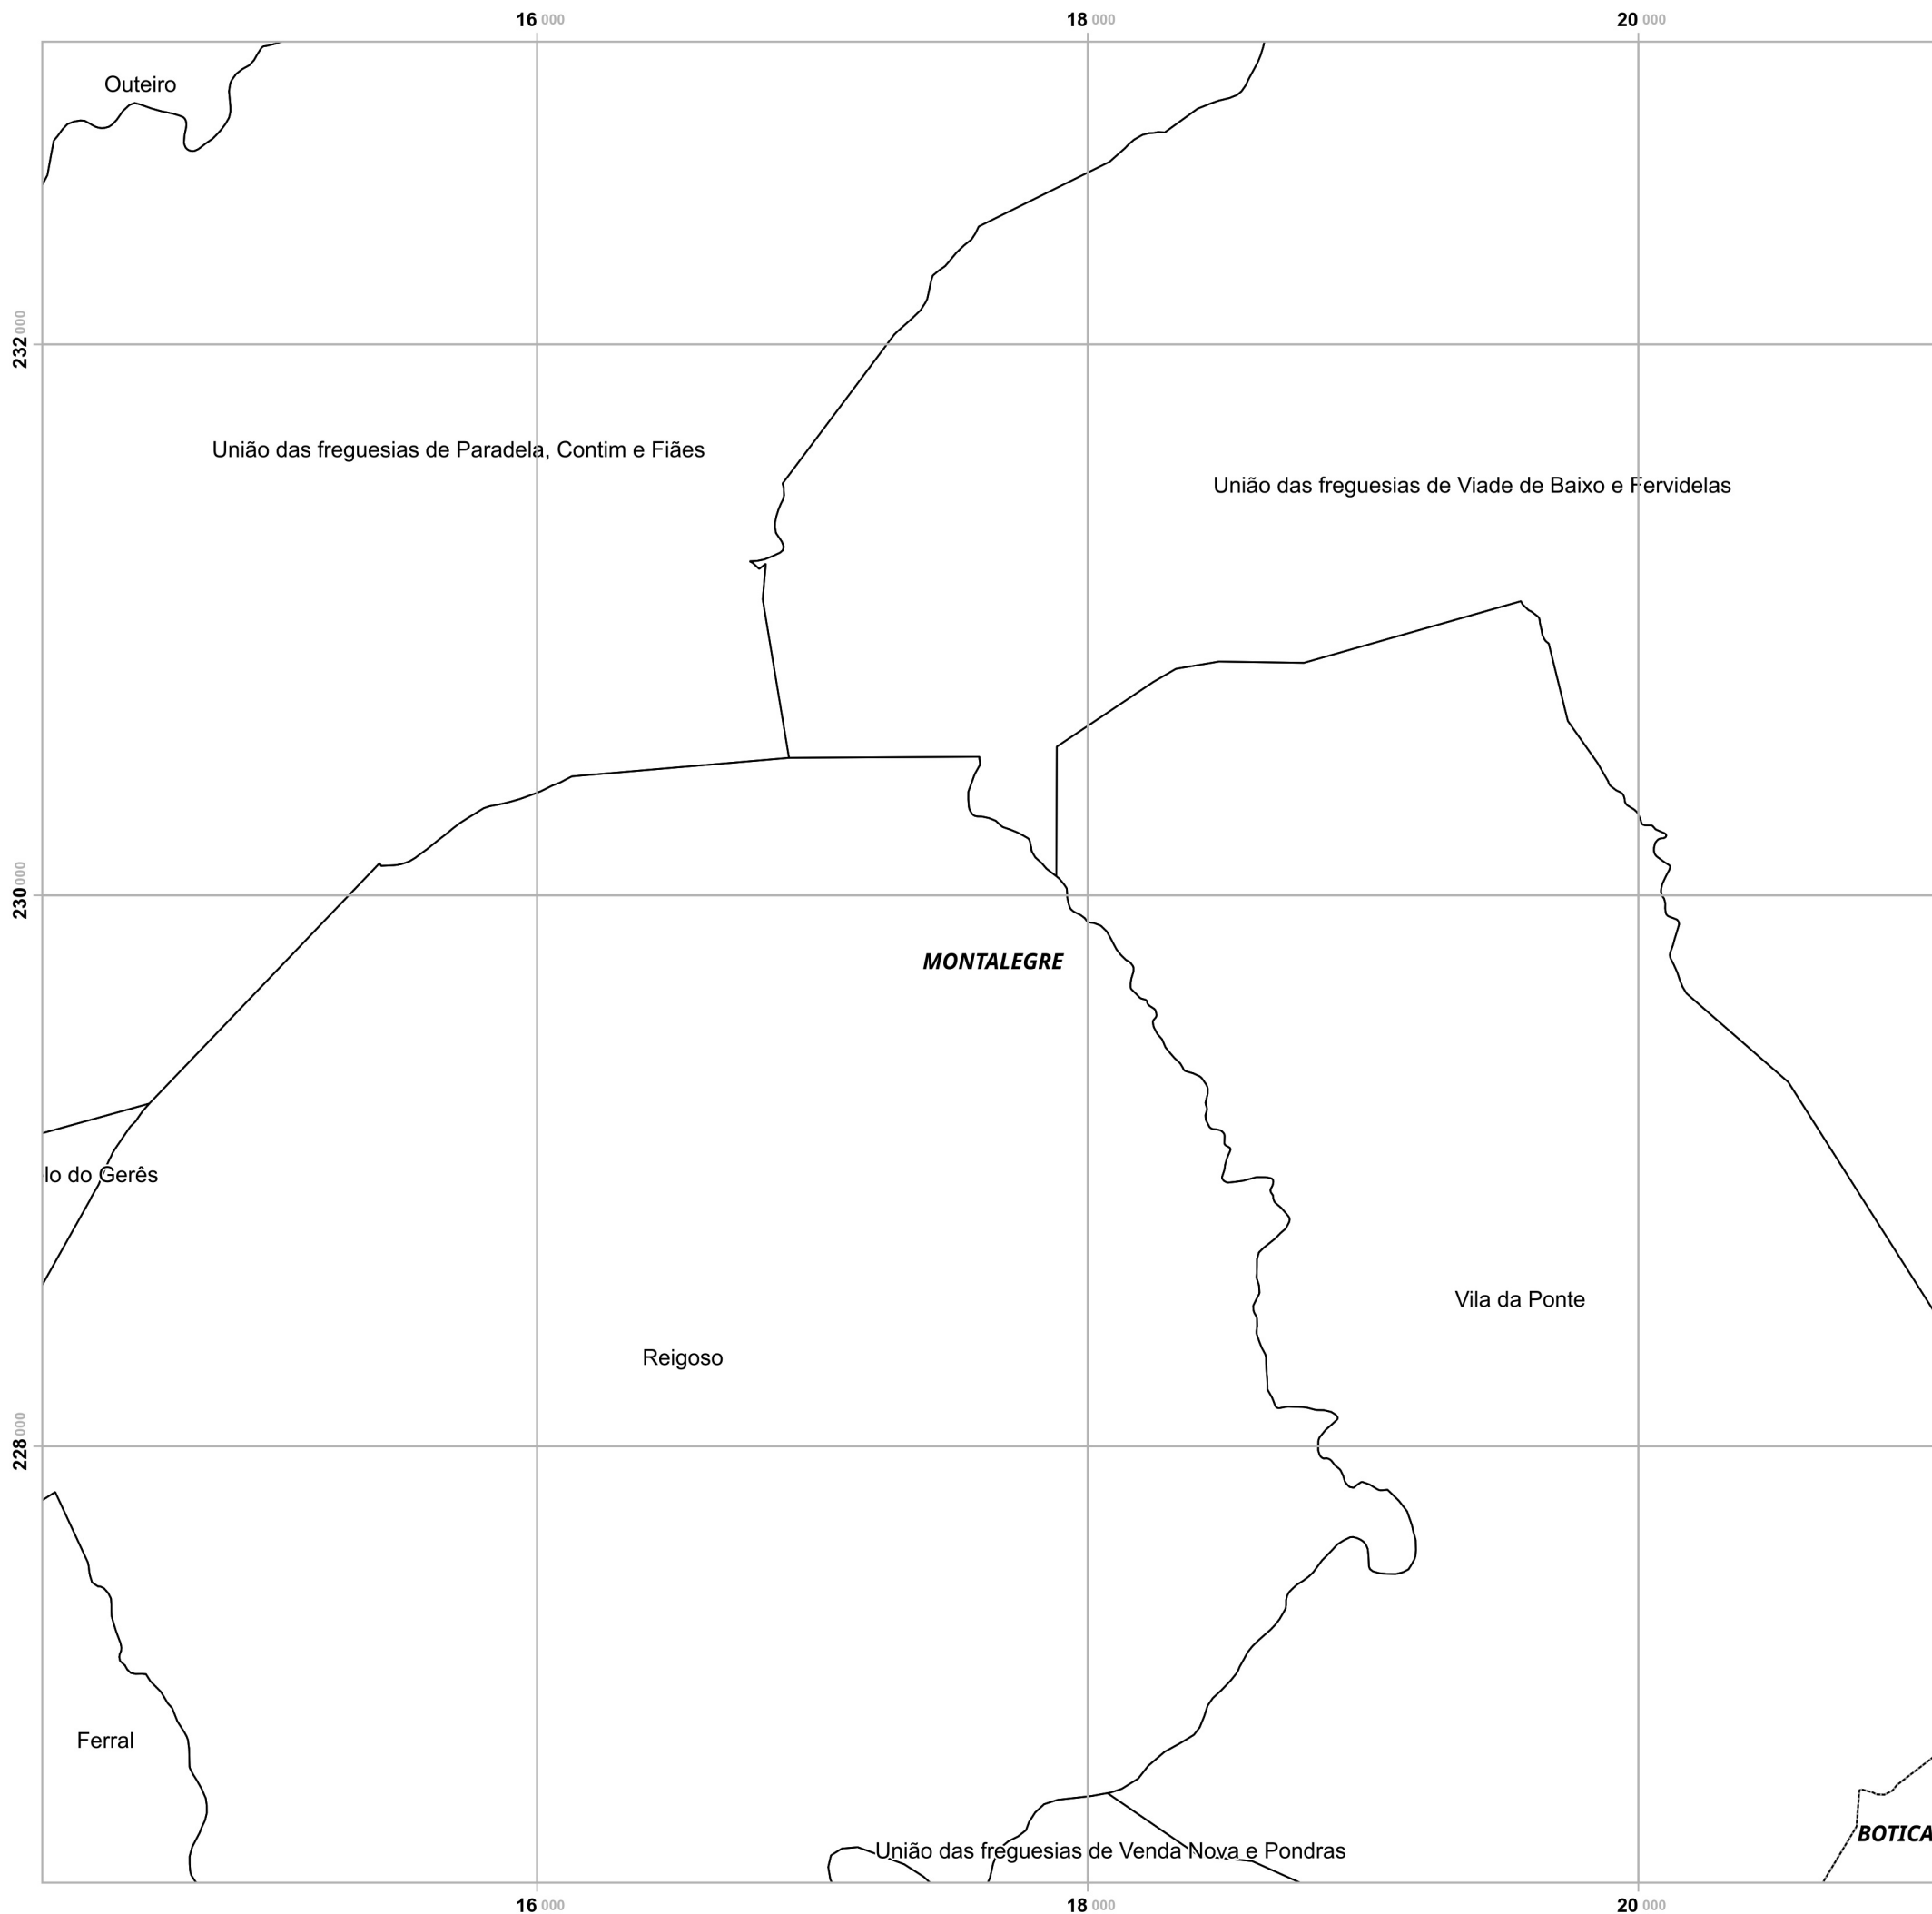 16 000
18 000
20 000
Outeiro
232 000
União das freguesias de Paradela, Contim e Fiães
União das freguesias de Viade de Baixo e Fervidelas
230 000
MONTALEGRE
lo do Gerês
Vila da Ponte
Reigoso
228 000
Ferral
BOTICA
União das freguesias de Venda Nova e Pondras
16 000
18 000
20 000